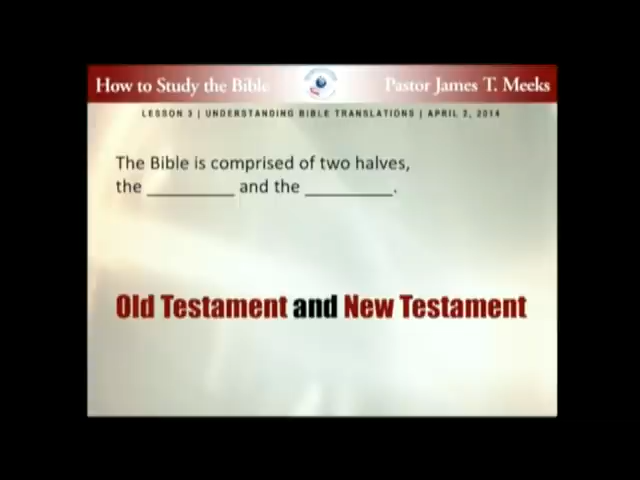 How to Study the Bible Pastor James T. Meeks
LESSON 3 | UNDERSTANDING BIBLE TRANSLATIONS | APRIL 2, 2014
The Bible is comprised of two halves,
the __________ and the __________.
Old Testament and New Testament